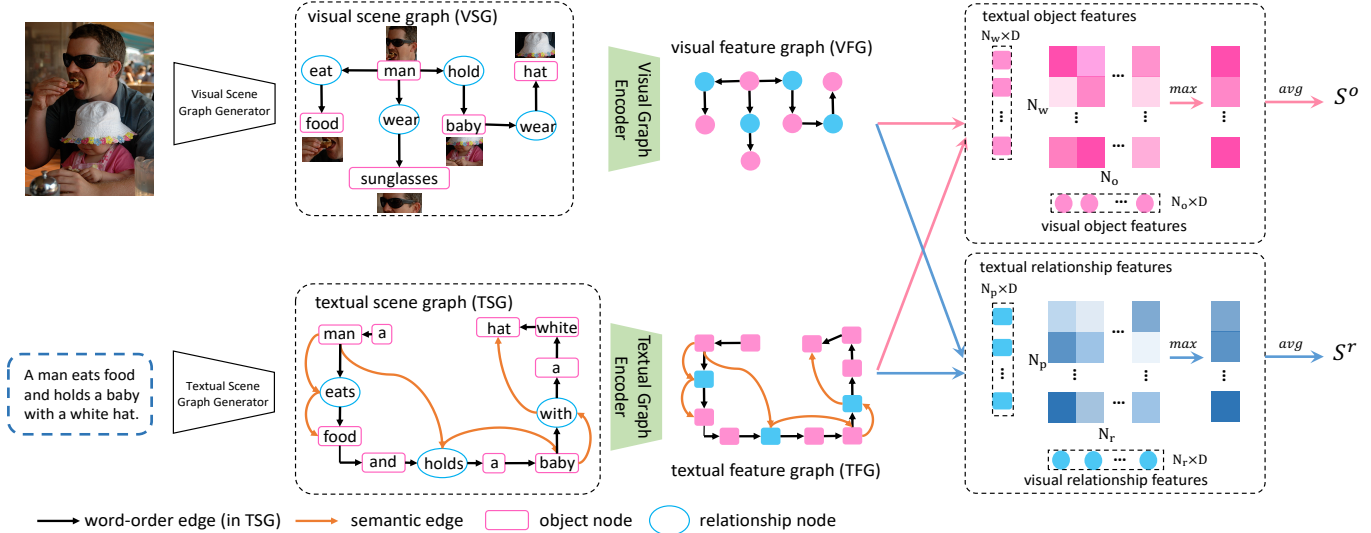 visual scene graph (VSG)
Visual Scene
Graph Generator
eat
man
hold
hat
food
wear
baby
wear
sunglasses
Visual Graph
Encoder
visual feature graph (VFG)
textual object features
N_w×D
N_w
max
avg
S^o
N_o
N_o×D
visual object features
A man eats food
and holds a baby
with a white hat.
Textual Scene
Graph Generator
textual scene graph (TSG)
man
a
hat
white
a
eats
with
food
and
holds
a
baby
Textual Graph
Encoder
textual feature graph (TFG)
textual relationship features
N_p×D
N_p
max
avg
S^r
N_r
N_r×D
visual relationship features
word-order edge (in TSG)
semantic edge
object node
relationship node